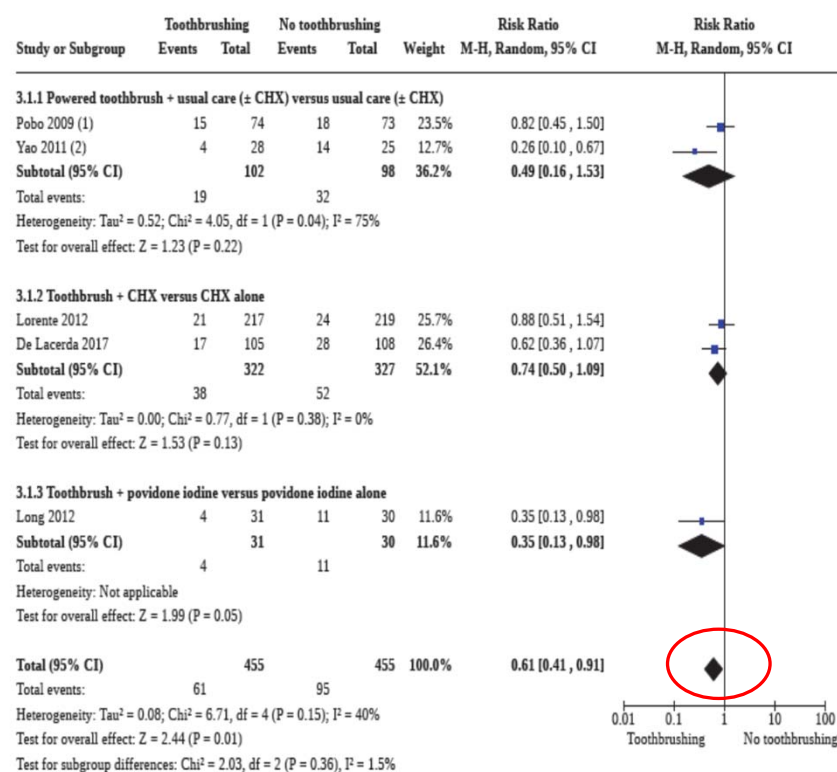 Toothbrushing No toothbrushing Risk Ratio Risk Ratio
Study or Subgroup Events Total Events Total Weight M-H, Random, 95% CI M-H, Random, 95% CI
3.1.1 Powered toothbrush + usual care (± CHX) versus usual care (± CHX)
Pobo 2009 (1) 15 74 18 73 23.5% 0.82 [0.45 , 1.50]
Yao 2011 (2) 4 28 14 25 12.7% 0.26 [0.10 , 0.67]
Subtotal (95% CI) 102 98 36.2% 0.49 [0.16 , 1.53]
Total events: 19 32
Heterogeneity: Tau² = 0.52; Chi² = 4.05, df = 1 (P = 0.04); I² = 75%
Test for overall effect: Z = 1.23 (P = 0.22)
3.1.2 Toothbrush + CHX versus CHX alone
Lorente 2012 21 217 24 219 25.7% 0.88 [0.51 , 1.54]
De Lacerda 2017 17 105 28 108 26.4% 0.62 [0.36 , 1.07]
Subtotal (95% CI) 322 327 52.1% 0.74 [0.50 , 1.09]
Total events: 38 52
Heterogeneity: Tau² = 0.00; Chi² = 0.77, df = 1 (P = 0.38); I² = 0%
Test for overall effect: Z = 1.53 (P = 0.13)
3.1.3 Toothbrush + povidone iodine versus povidone iodine alone
Long 2012 4 31 11 30 11.6% 0.35 [0.13 , 0.98]
Subtotal (95% CI) 31 30 11.6% 0.35 [0.13 , 0.98]
Total events: 4 11
Heterogeneity: Not applicable
Test for overall effect: Z = 1.99 (P = 0.05)
Total (95% CI) 455 455 100.0% 0.61 [0.41 , 0.91]
Total events: 61 95
Heterogeneity: Tau² = 0.08; Chi² = 6.71, df = 4 (P = 0.15); I² = 40%
0.01 0.1 1 10 100
Test for overall effect: Z = 2.44 (P = 0.01)
Toothbrushing No toothbrushing
Test for subgroup differences: Chi² = 2.03, df = 2 (P = 0.36), I² = 1.5%